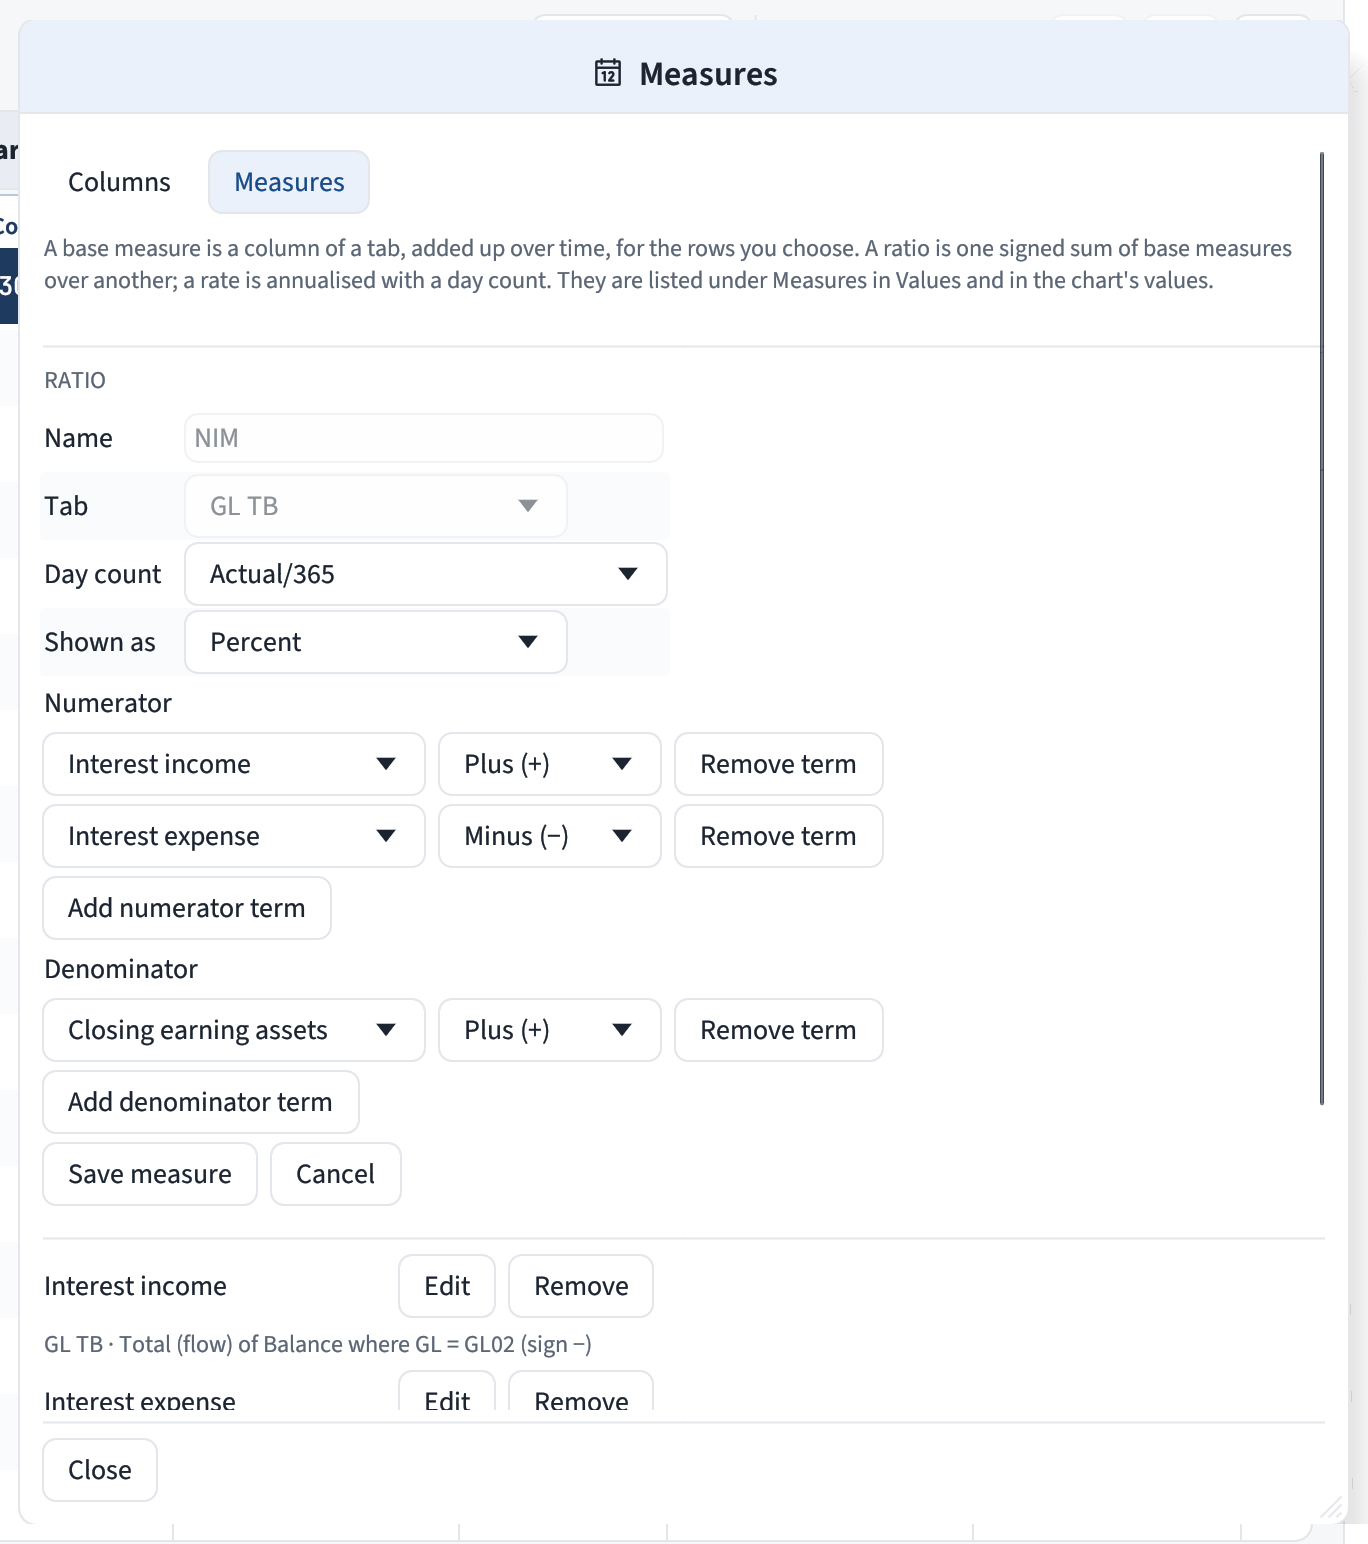 12 Measures
ar
Columns Measures
Co
A base measure is a column of a tab, added up over time, for the rows you choose. A ratio is one signed sum of base measures
over another; a rate is annualised with a day count. They are listed under Measures in Values and in the chart's values.
RATIO
Name NIM
Tab GL TB
Day count Actual/365
Shown as Percent
Numerator
Interest income Plus (+) Remove term
Interest expense Minus (−) Remove term
Add numerator term
Denominator
Closing earning assets Plus (+) Remove term
Add denominator term
Save measure Cancel
Interest income Edit Remove
GL TB · Total (flow) of Balance where GL = GL02 (sign −)
Interest expense Edit Remove
Close